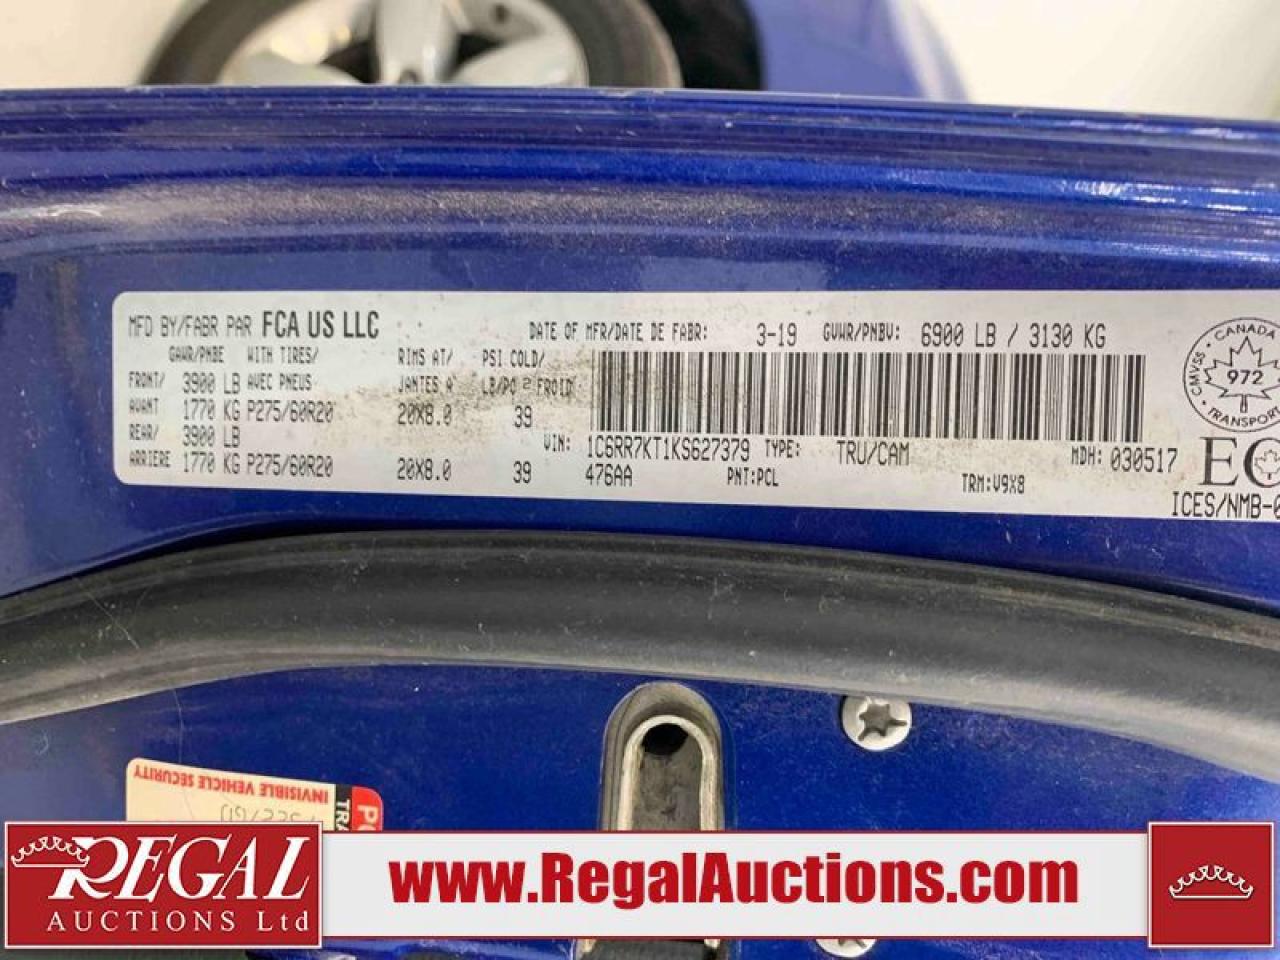 MFD BY/FABR PAR FCA US LLC
DATE OF MFR/DATE DE FABR: 3-19 GVWR/PNBV: 6900 LB / 3130 KG
GAWR/PNBE WITH TIRES/ RIMS AT/ PSI COLD/
FRONT/ 3900 LB AVEC PNEUS JANTES A LB/PO 2 FROID
AVANT 1770 KG P275/60R20 20X8.0 39
REAR/ 3900 LB
ARRIERE 1770 KG P275/60R20 20X8.0 39
VIN: 1C6RR7KT1KS627379 TYPE: TRU/CAM MDH: 030517
476AA PNT:PCL TRM:V9X8
CANADA
CMVSS
972
TRANSPORT
EC
ICES/NMB-0
INVISIBLE VEHICLE SECURITY
REGAL
AUCTIONS Ltd
www.RegalAuctions.com